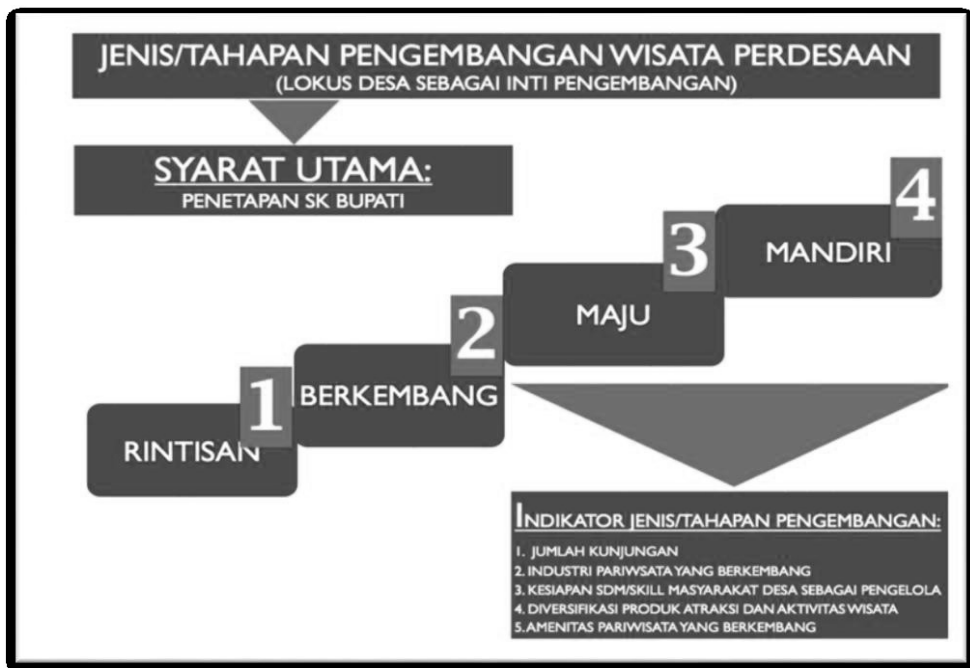 JENIS/TAHAPAN PENGEMBANGAN WISATA PERDESAAN
(LOKUS DESA SEBAGAI INTI PENGEMBANGAN)
SYARAT UTAMA:
PENETAPAN SK BUPATI
1
RINTISAN
2
BERKEMBANG
3
MAJU
4
MANDIRI
INDIKATOR JENIS/TAHAPAN PENGEMBANGAN:
1. JUMLAH KUNJUNGAN
2. INDUSTRI PARIWSATA YANG BERKEMBANG
3. KESIAPAN SDM/SKILL MASYARAKAT DESA SEBAGAI PENGELOLA
4. DIVERSIFIKASI PRODUK ATRAKSI DAN AKTIVITAS WISATA
5. AMENITAS PARIWISATA YANG BERKEMBANG